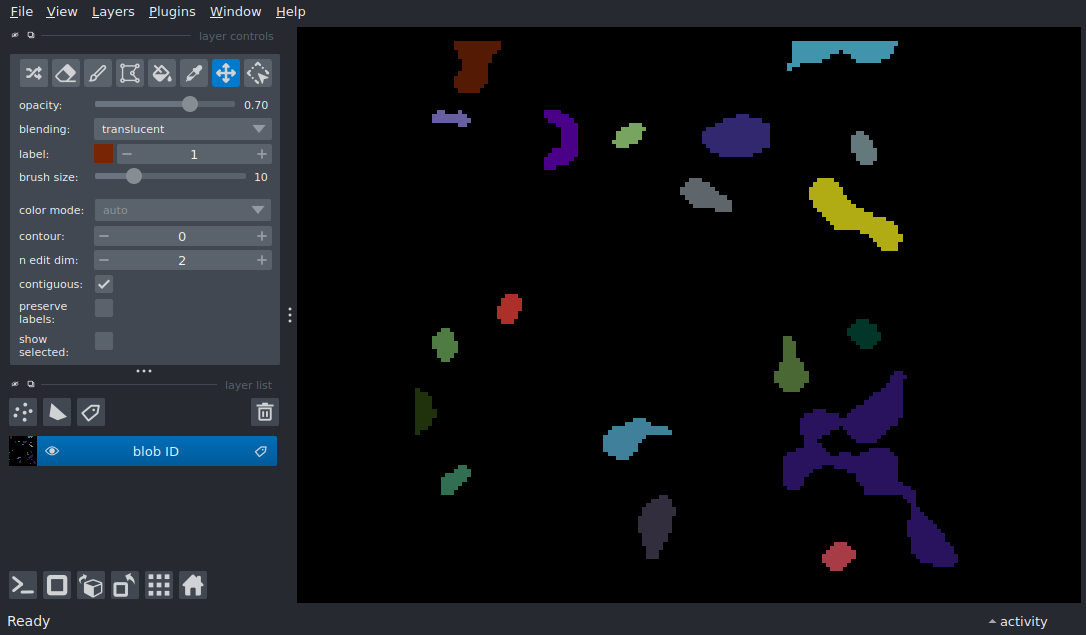 File View Layers Plugins Window Help
layer controls
opacity: 0.70
blending: translucent
label: 1
brush size: 10
color mode: auto
contour: 0
n edit dim: 2
contiguous:
preserve
labels:
show
selected:
layer list
blob ID
Ready
activity